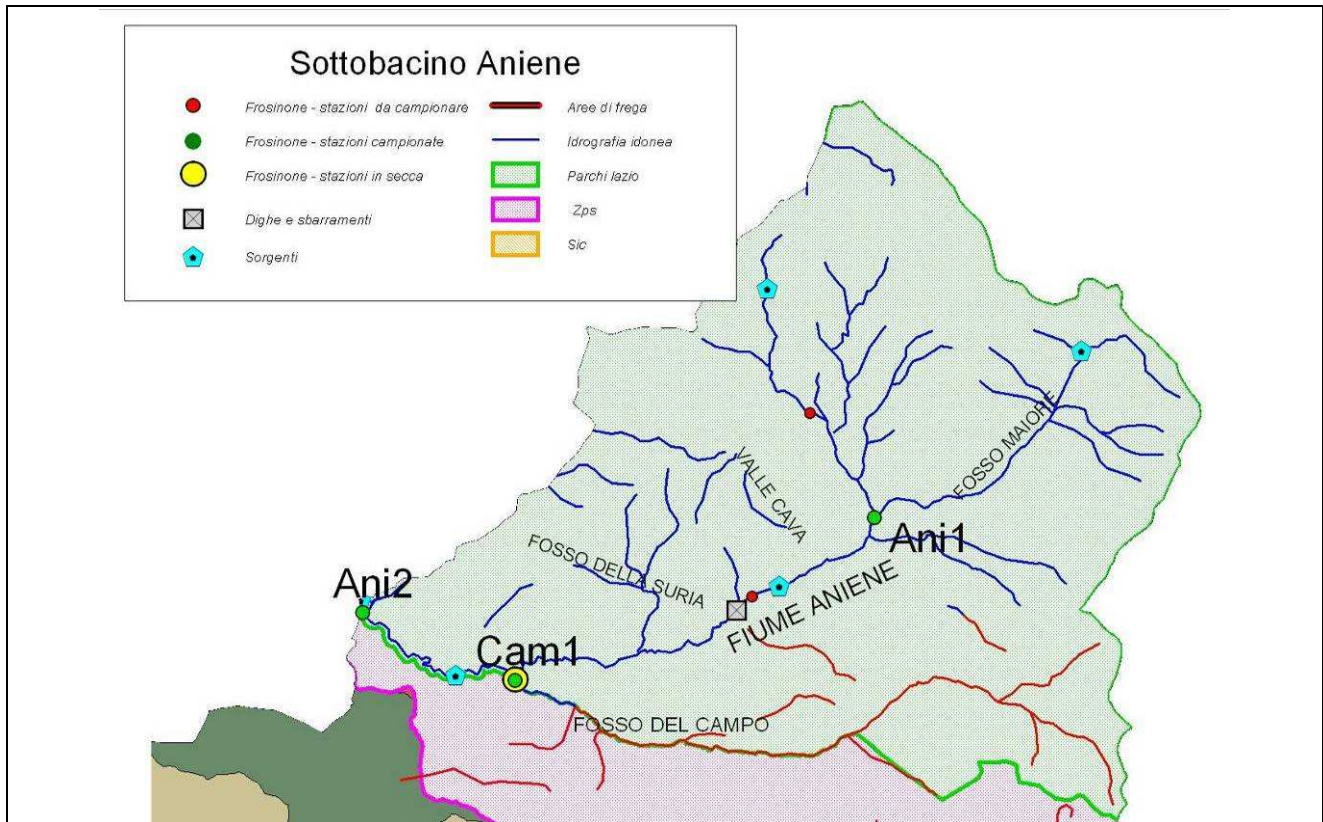 Sottobacino Aniene
Frosinone - stazioni da campionare
Aree di frega
Frosinone - stazioni campionate
Idrografia idonea
Frosinone - stazioni in secca
Parchi lazio
Dighe e sbarramenti
Zps
Sorgenti
Sic
FOSSO MAIORE
VALLE CAVA
Ani1
FOSSO DELLA SURIA
Ani2
FIUME ANIENE
Cam1
FOSSO DEL CAMPO